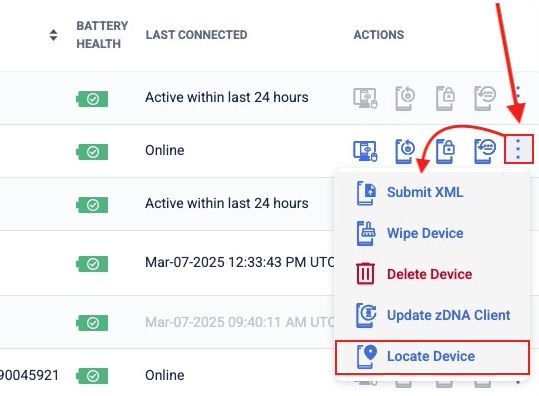 BATTERY HEALTH
LAST CONNECTED
ACTIONS
Active within last 24 hours
Online
Submit XML
Active within last 24 hours
Wipe Device
Mar-07-2025 12:33:43 PM UTC
Delete Device
Mar-07-2025 09:40:11 AM UTC
Update zDNA Client
Locate Device
90045921
Online